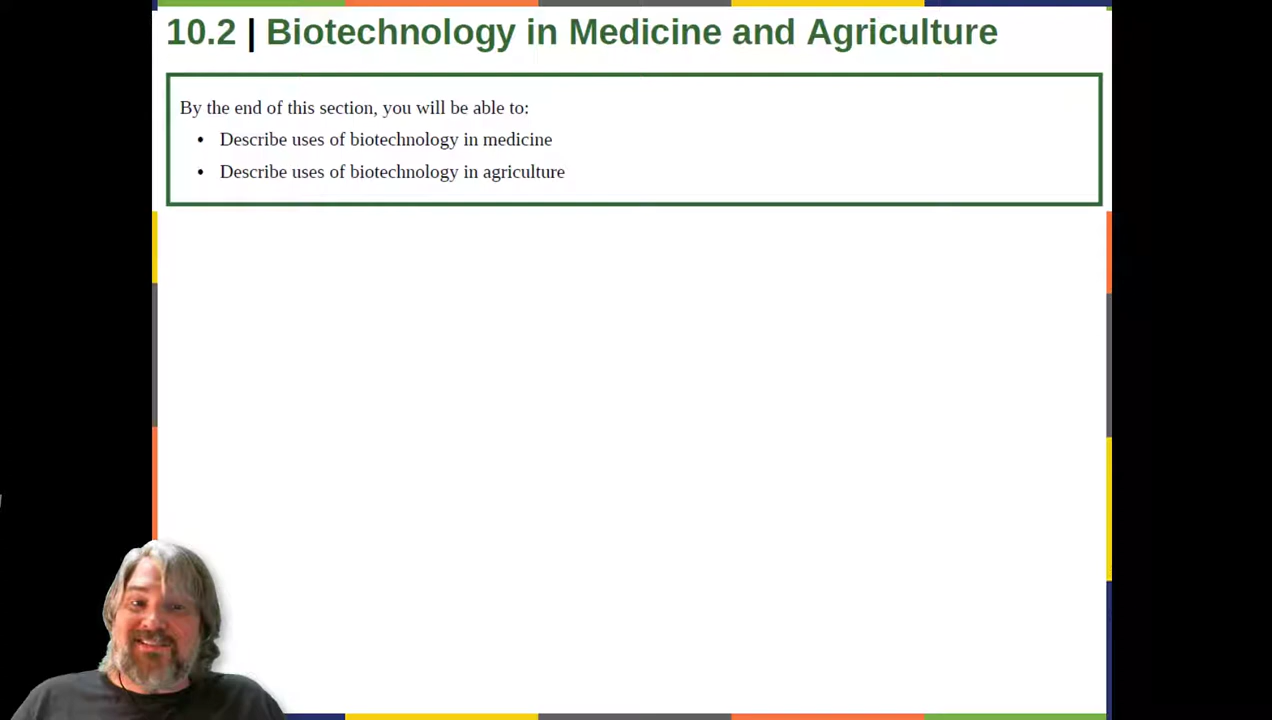 10.2 | Biotechnology in Medicine and Agriculture
By the end of this section, you will be able to:
• Describe uses of biotechnology in medicine
• Describe uses of biotechnology in agriculture